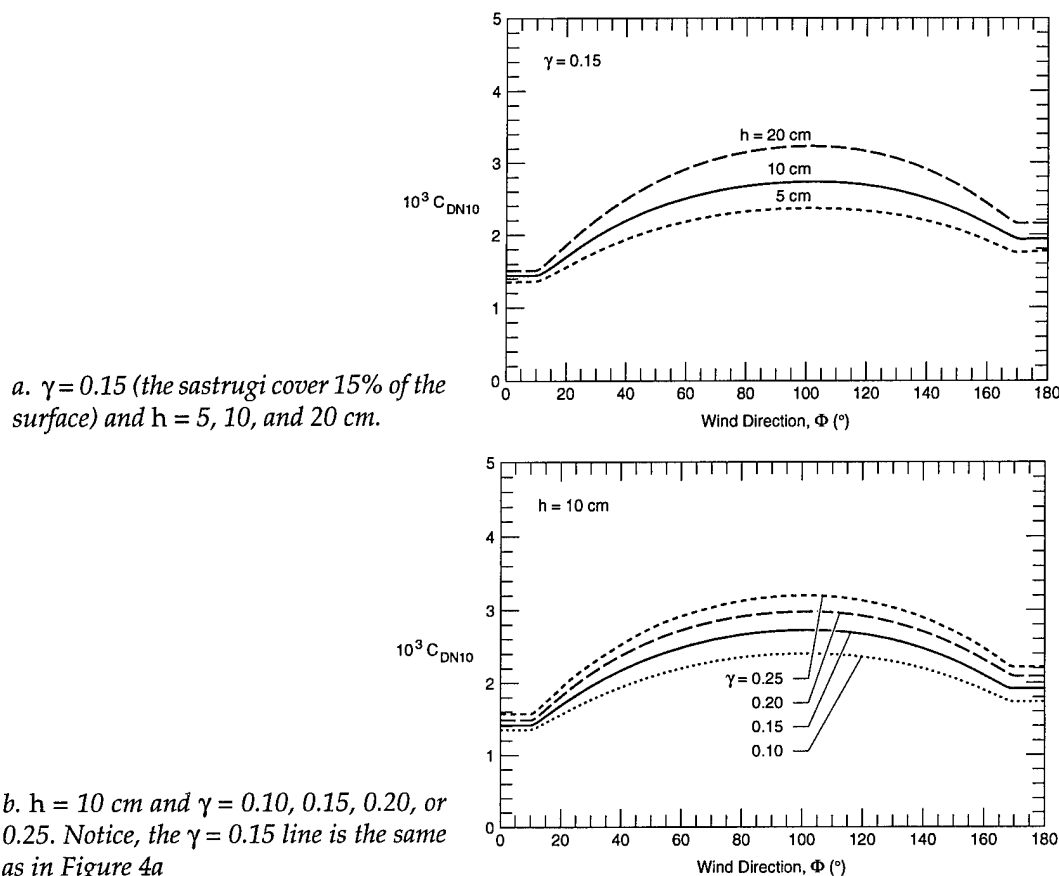 5
4
3
2
1
0
10³ C_DN10
γ = 0.15
h = 20 cm
10 cm
5 cm
0 20 40 60 80 100 120 140 160 180
Wind Direction, Φ (°)
a. γ = 0.15 (the sastrugi cover 15% of the
surface) and h = 5, 10, and 20 cm.
5
4
3
2
1
0
10³ C_DN10
h = 10 cm
γ = 0.25
0.20
0.15
0.10
0 20 40 60 80 100 120 140 160 180
Wind Direction, Φ (°)
b. h = 10 cm and γ = 0.10, 0.15, 0.20, or
0.25. Notice, the γ = 0.15 line is the same
as in Figure 4a